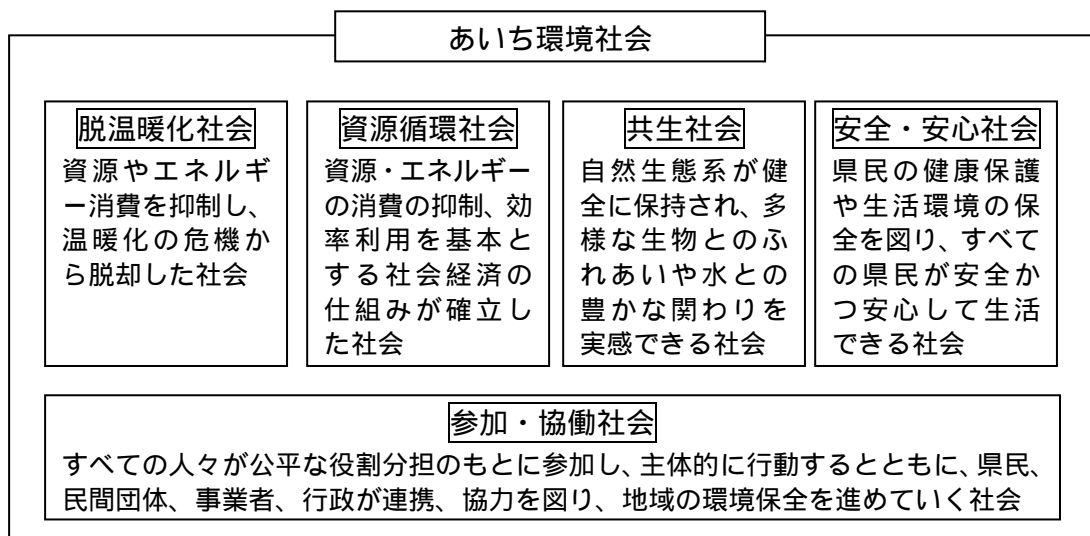 あいち環境社会
脱温暖化社会
資源やエネルギ
ー消費を抑制し、
温暖化の危機か
ら脱却した社会
資源循環社会
資源・エネルギー
の消費の抑制、効
率利用を基本と
する社会経済の
仕組みが確立し
た社会
共生社会
自然生態系が健
全に保持され、多
様な生物とのふ
れあいや水との
豊かな関わりを
実感できる社会
安全・安心社会
県民の健康保護
や生活環境の保
全を図り、すべて
の県民が安全か
つ安心して生活
できる社会
参加・協働社会
すべての人々が公平な役割分担のもとに参加し、主体的に行動するとともに、県民、
民間団体、事業者、行政が連携、協力を図り、地域の環境保全を進めていく社会